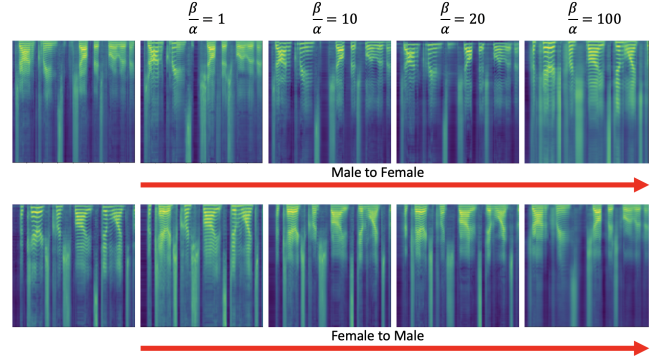 β/α = 1
β/α = 10
β/α = 20
β/α = 100
Male to Female
Female to Male